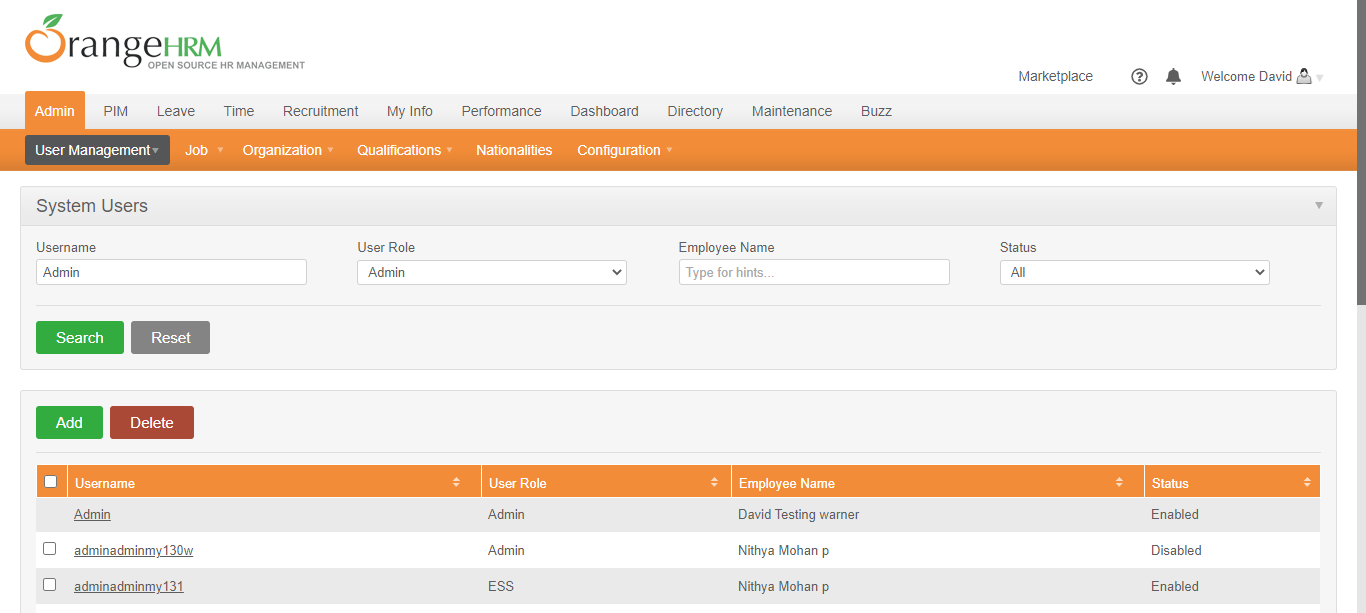 OrangeHRM
OPEN SOURCE HR MANAGEMENT
Marketplace ? Welcome David
Admin PIM Leave Time Recruitment My Info Performance Dashboard Directory Maintenance Buzz
User Management Job Organization Qualifications Nationalities Configuration
System Users
Username User Role Employee Name Status
Admin Admin Type for hints... All
Search Reset
Add Delete
Username User Role Employee Name Status
Admin Admin David Testing warner Enabled
adminadminmy130w Admin Nithya Mohan p Disabled
adminadminmy131 ESS Nithya Mohan p Enabled